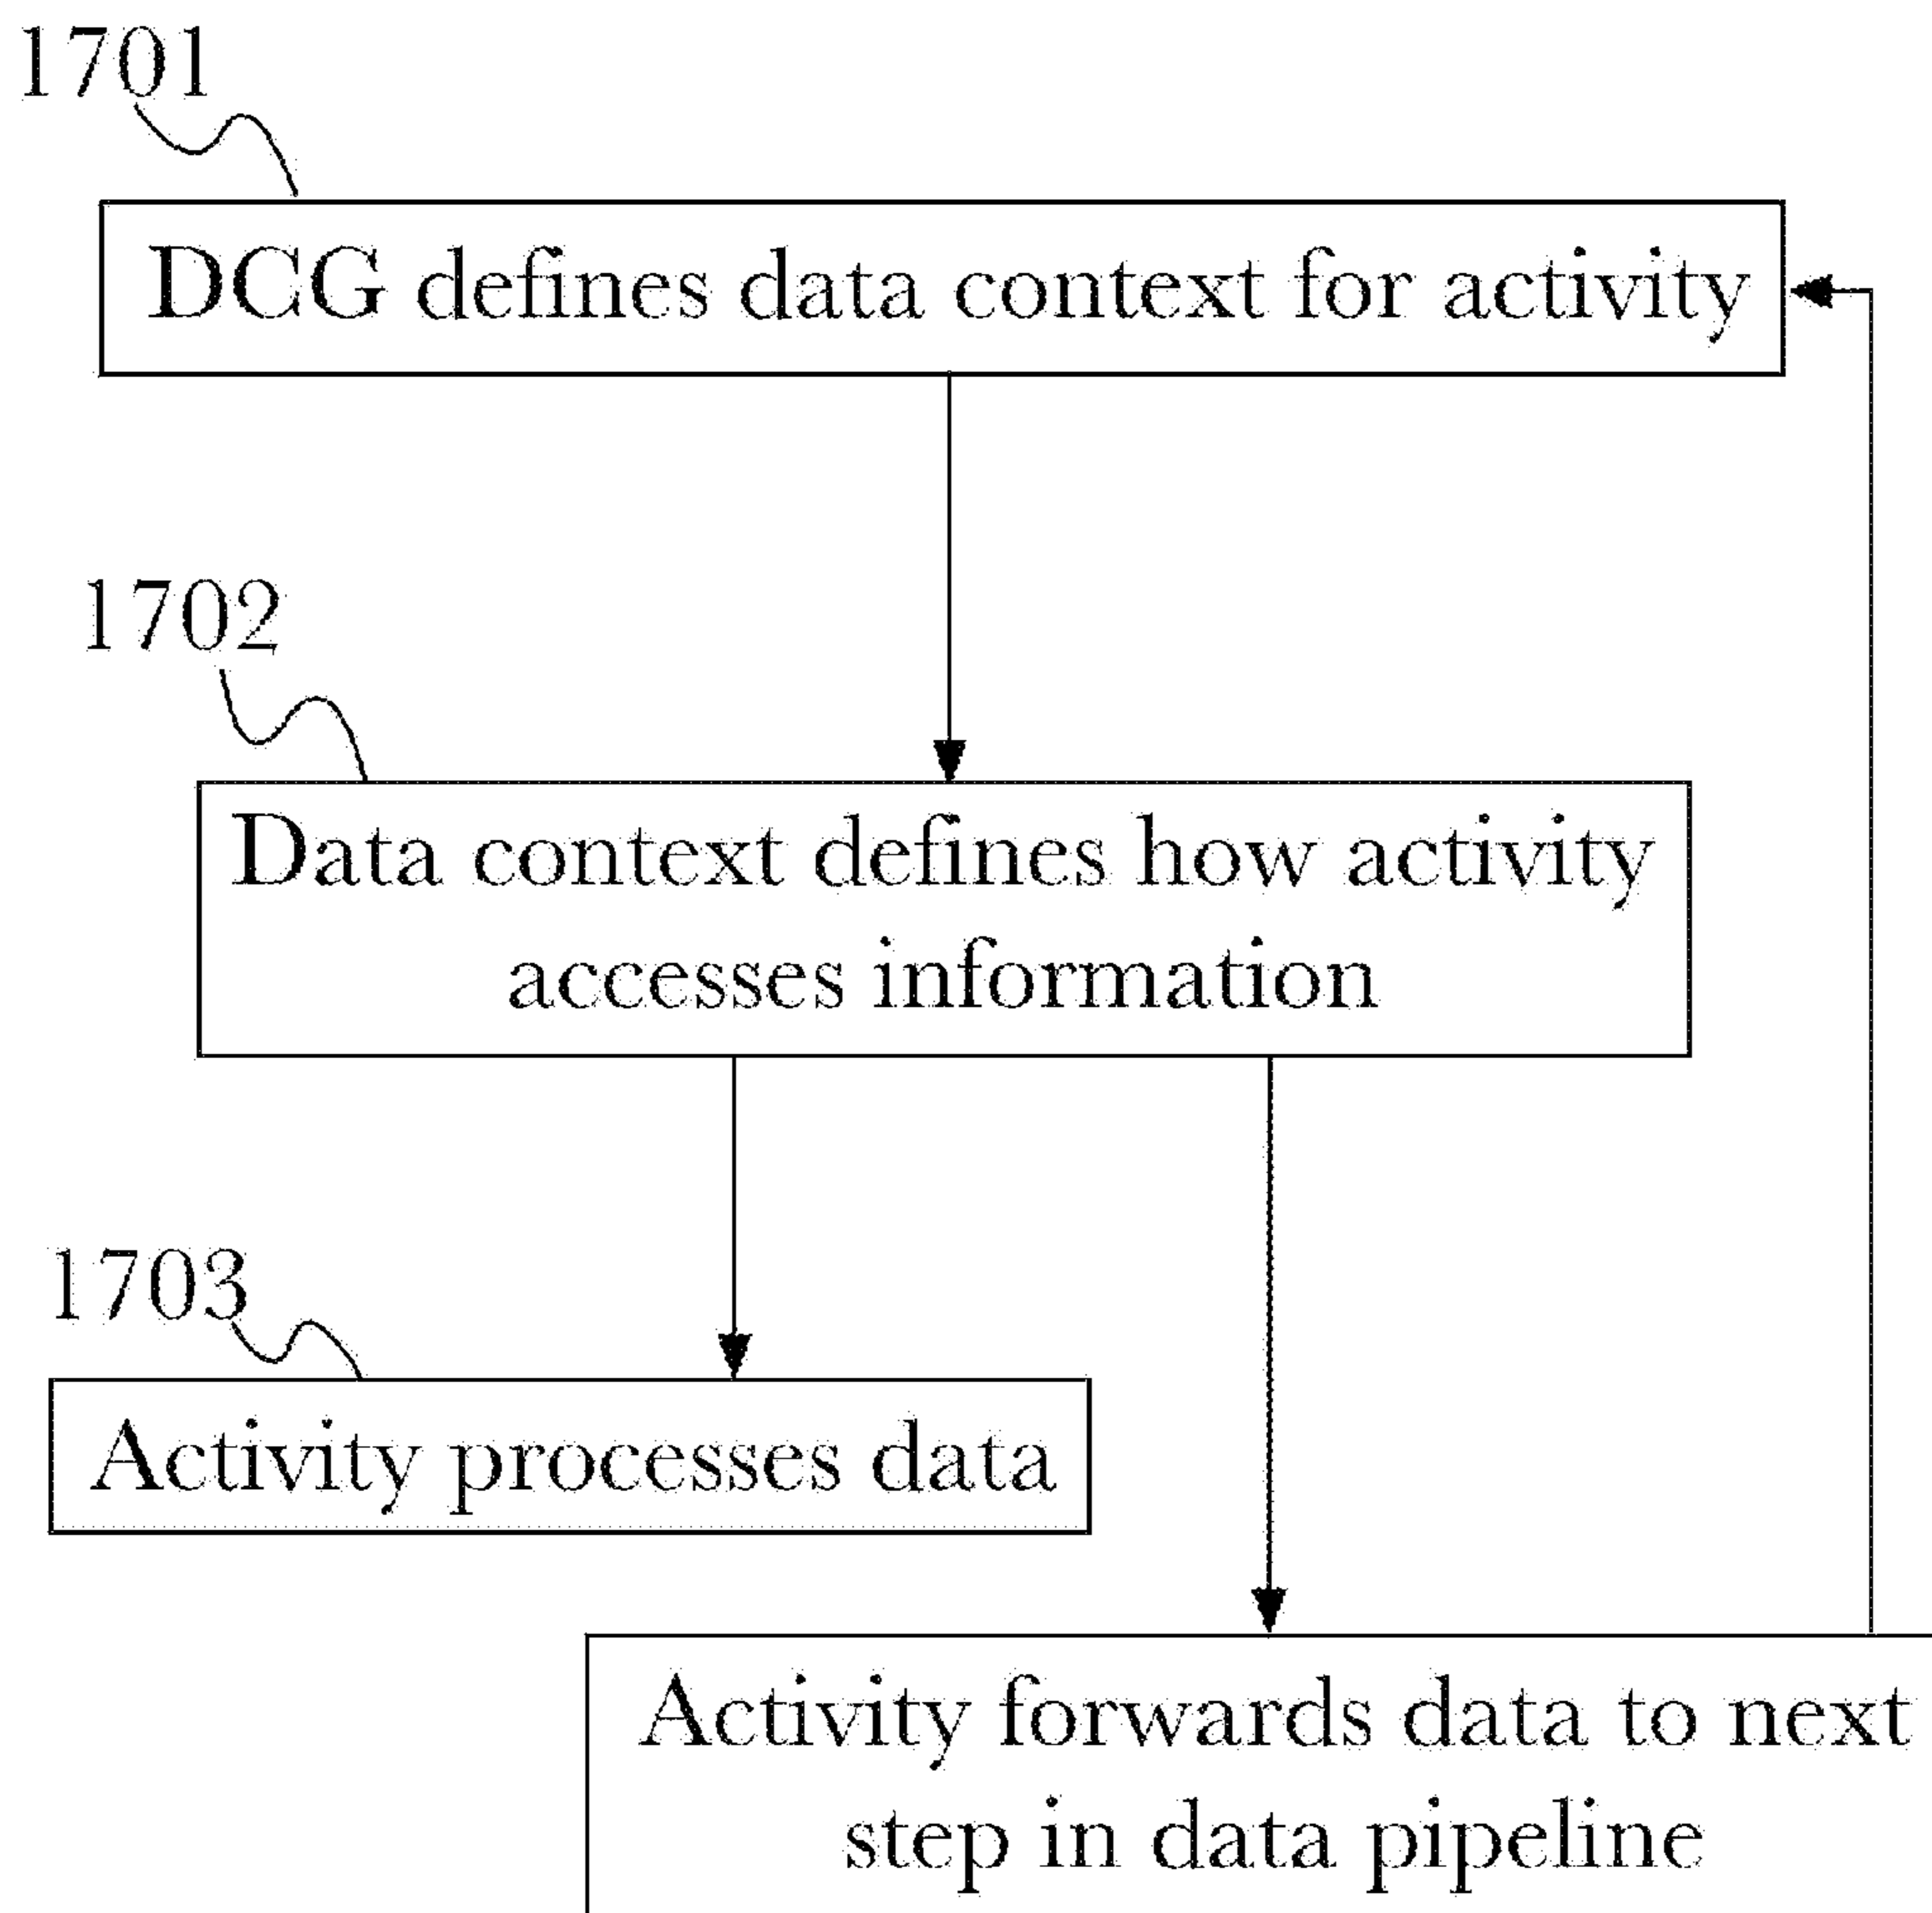 1701
DCG defines data context for activity
1702
Data context defines how activity
accesses information
1703
Activity processes data
Activity forwards data to next
step in data pipeline